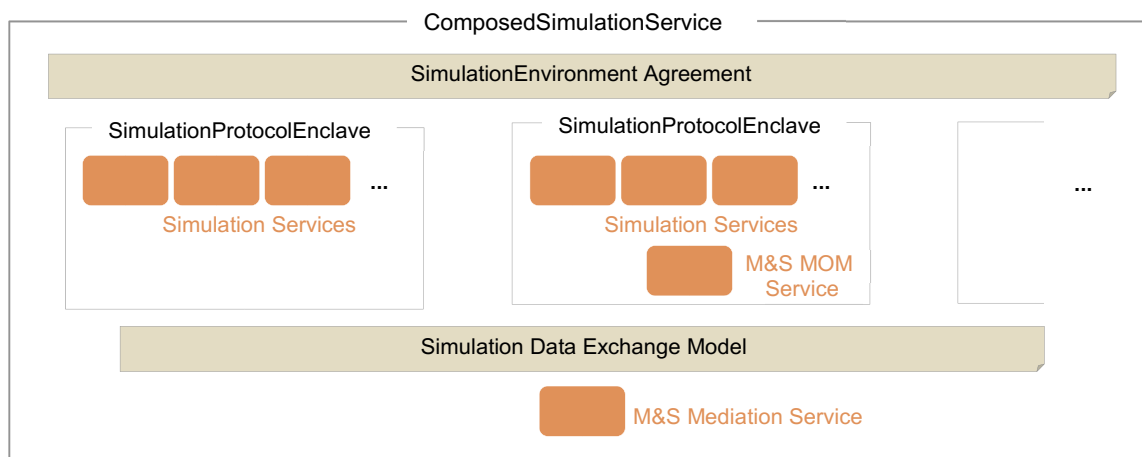 ComposedSimulationService
SimulationEnvironment Agreement
SimulationProtocolEnclave
...
Simulation Services
SimulationProtocolEnclave
...
Simulation Services
M&S MOM
Service
...
Simulation Data Exchange Model
M&S Mediation Service